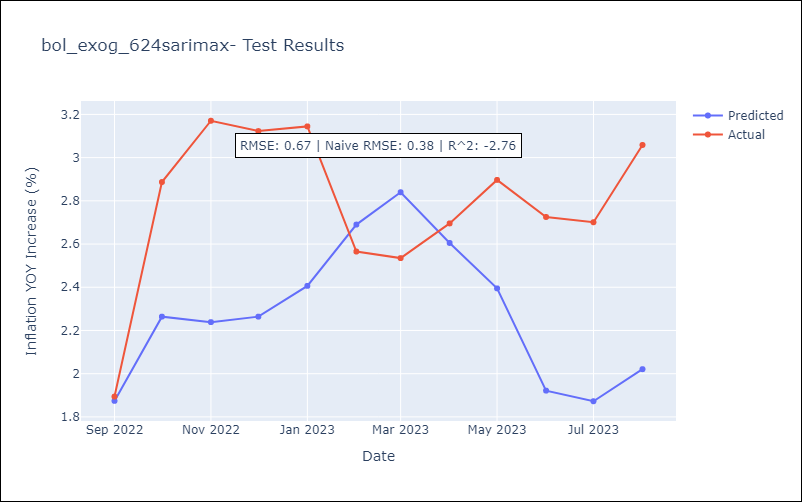 bol_exog_624sarimax- Test Results
Predicted
Actual
RMSE: 0.67 | Naive RMSE: 0.38 | R^2: -2.76
Inflation YOY Increase (%)
3.2
3
2.8
2.6
2.4
2.2
2
1.8
Sep 2022 Nov 2022 Jan 2023 Mar 2023 May 2023 Jul 2023
Date